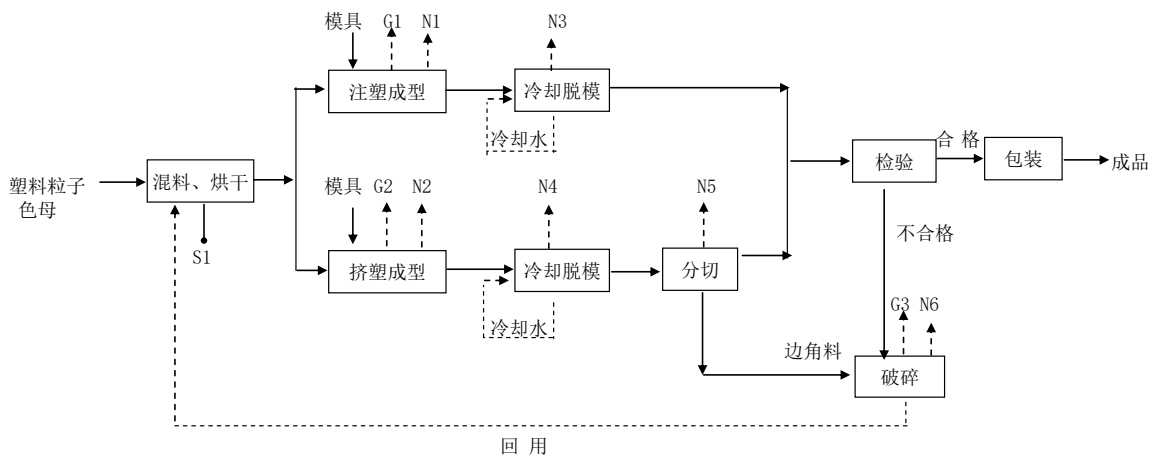 模具 G1 N1 N3
注塑成型 冷却脱模
冷却水
合格
检验 包装 成品
塑料粒子
色母
混料、烘干
模具 G2 N2 N4 N5
S1
不合格
挤塑成型 冷却脱模 分切
冷却水
G3 N6
边角料
破碎
回用